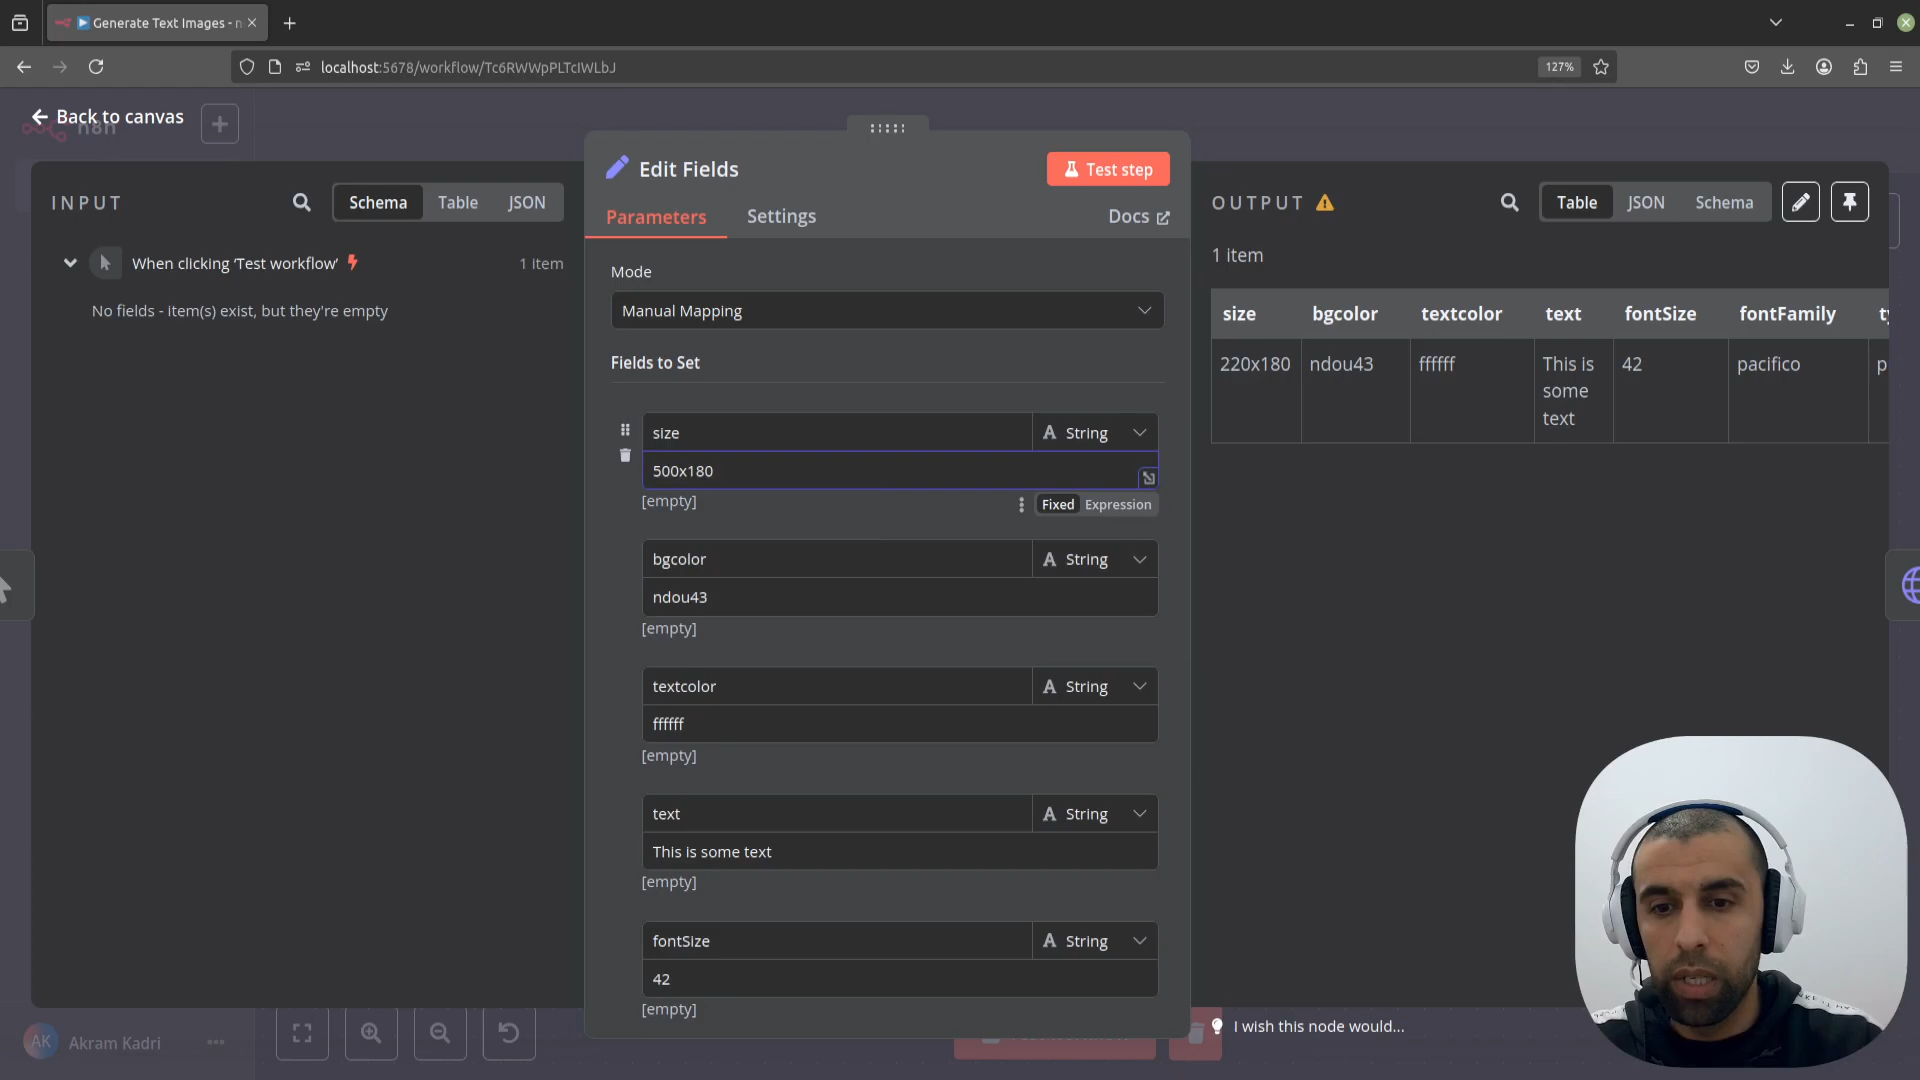 Generate Text Images - n
localhost:5678/workflow/Tc6RWWpPLTcIWLbJ
127%
Back to canvas
n8n
INPUT
Schema
Table
JSON
When clicking ‘Test workflow’
1 item
No fields - item(s) exist, but they're empty
Edit Fields
Test step
Parameters
Settings
Docs
Mode
Manual Mapping
Fields to Set
size
String
500x180
[empty]
Fixed
Expression
bgcolor
String
ndou43
[empty]
textcolor
String
ffffff
[empty]
text
String
This is some text
[empty]
fontSize
String
42
[empty]
OUTPUT
Table
JSON
Schema
1 item
size bgcolor textcolor text fontSize fontFamily
220x180 ndou43 ffffff This is some text 42 pacifico p
AK
Akram Kadri
I wish this node would...